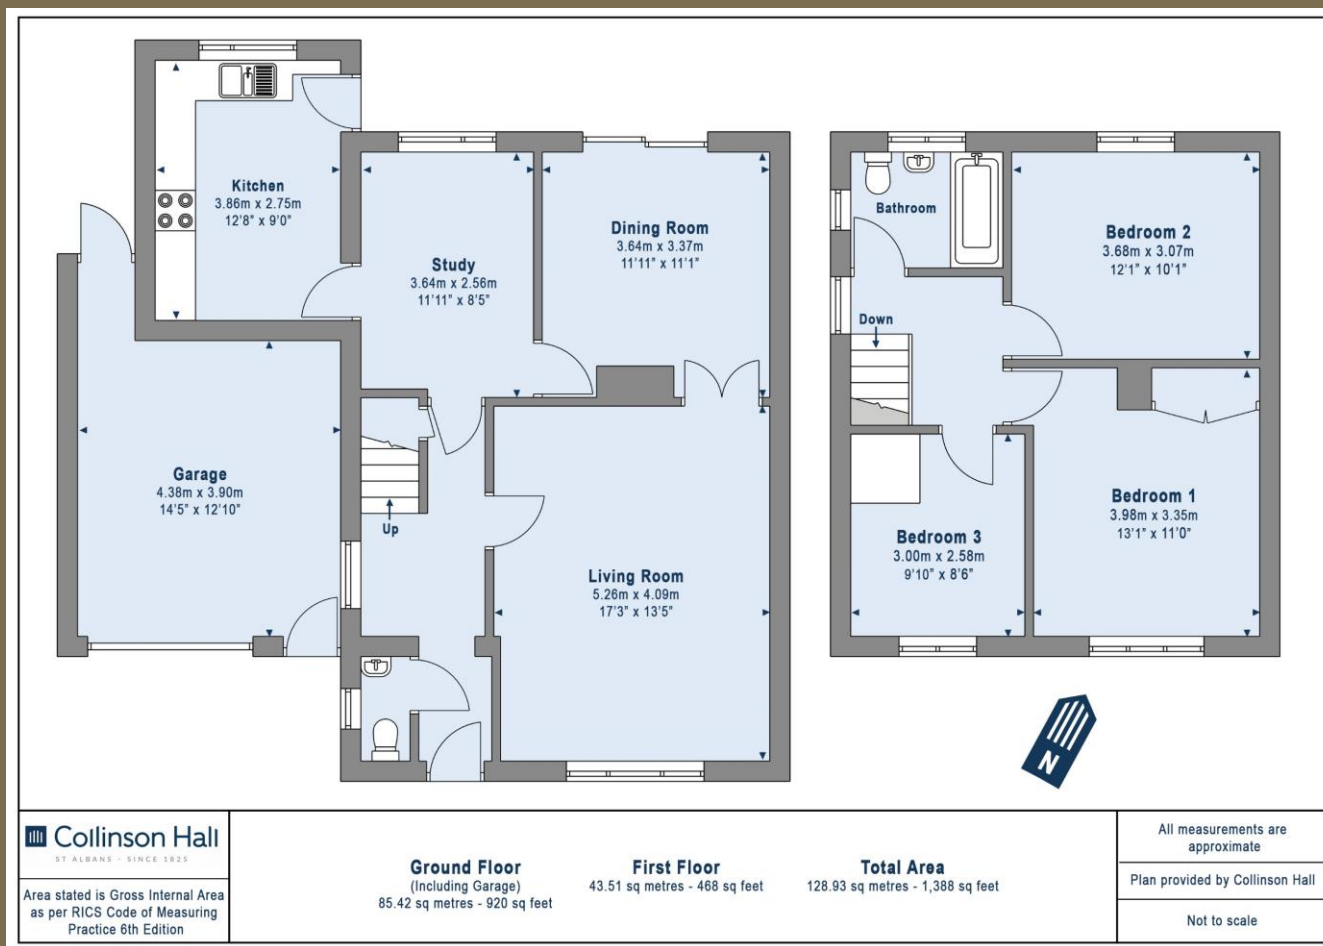 Kitchen
3.86m x 2.75m
12'8" x 9'0"
Study
3.64m x 2.56m
11'11" x 8'5"
Dining Room
3.64m x 3.37m
11'11" x 11'1"
Garage
4.38m x 3.90m
14'5" x 12'10"
Up
Living Room
5.26m x 4.09m
17'3" x 13'5"
Bathroom
Bedroom 2
3.68m x 3.07m
12'1" x 10'1"
Down
Bedroom 1
3.98m x 3.35m
13'1" x 11'0"
Bedroom 3
3.00m x 2.58m
9'10" x 8'6"
N
Collinson Hall
ST ALBANS - SINCE 1825
Area stated is Gross Internal Area
as per RICS Code of Measuring
Practice 6th Edition
Ground Floor
(Including Garage)
85.42 sq metres - 920 sq feet
First Floor
43.51 sq metres - 468 sq feet
Total Area
128.93 sq metres - 1,388 sq feet
All measurements are
approximate
Plan provided by Collinson Hall
Not to scale